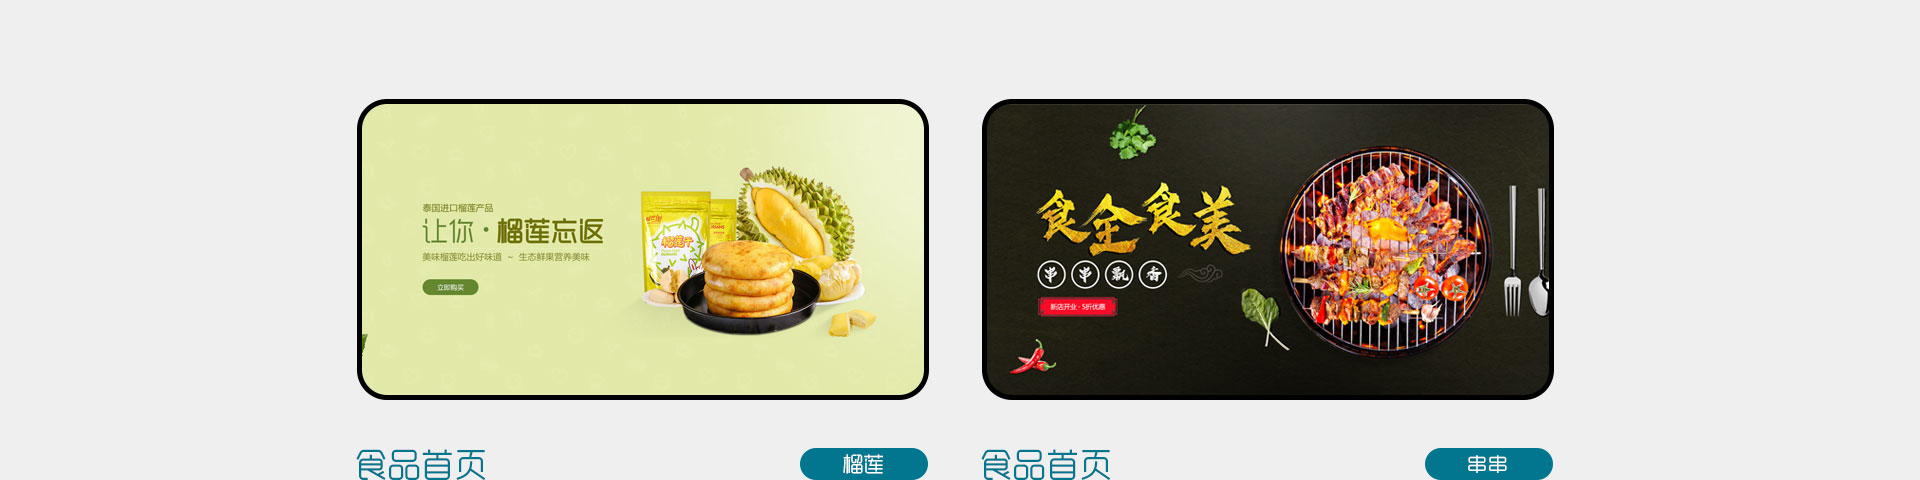 泰国进口榴莲产品
让你·榴莲忘返
美味榴莲吃出好味道 ~ 生态鲜果营养美味
立即购买
榴莲干
食全食美
串串飘香
新店开业·5折优惠
食品首页
榴莲
食品首页
串串